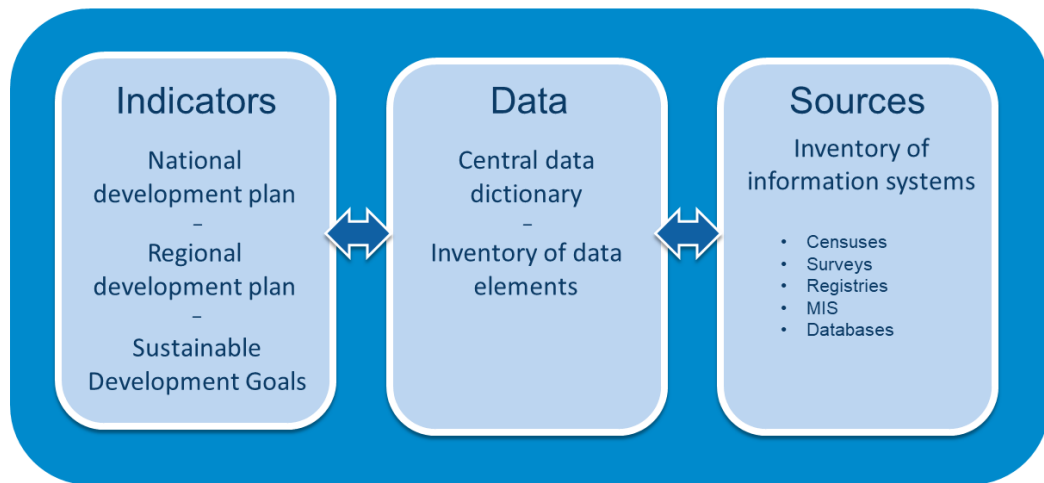 Indicators
National
development plan
–
Regional
development plan
–
Sustainable
Development Goals
Data
Central data
dictionary
–
Inventory of data
elements
Sources
Inventory of
information systems
• Censuses
• Surveys
• Registries
• MIS
• Databases